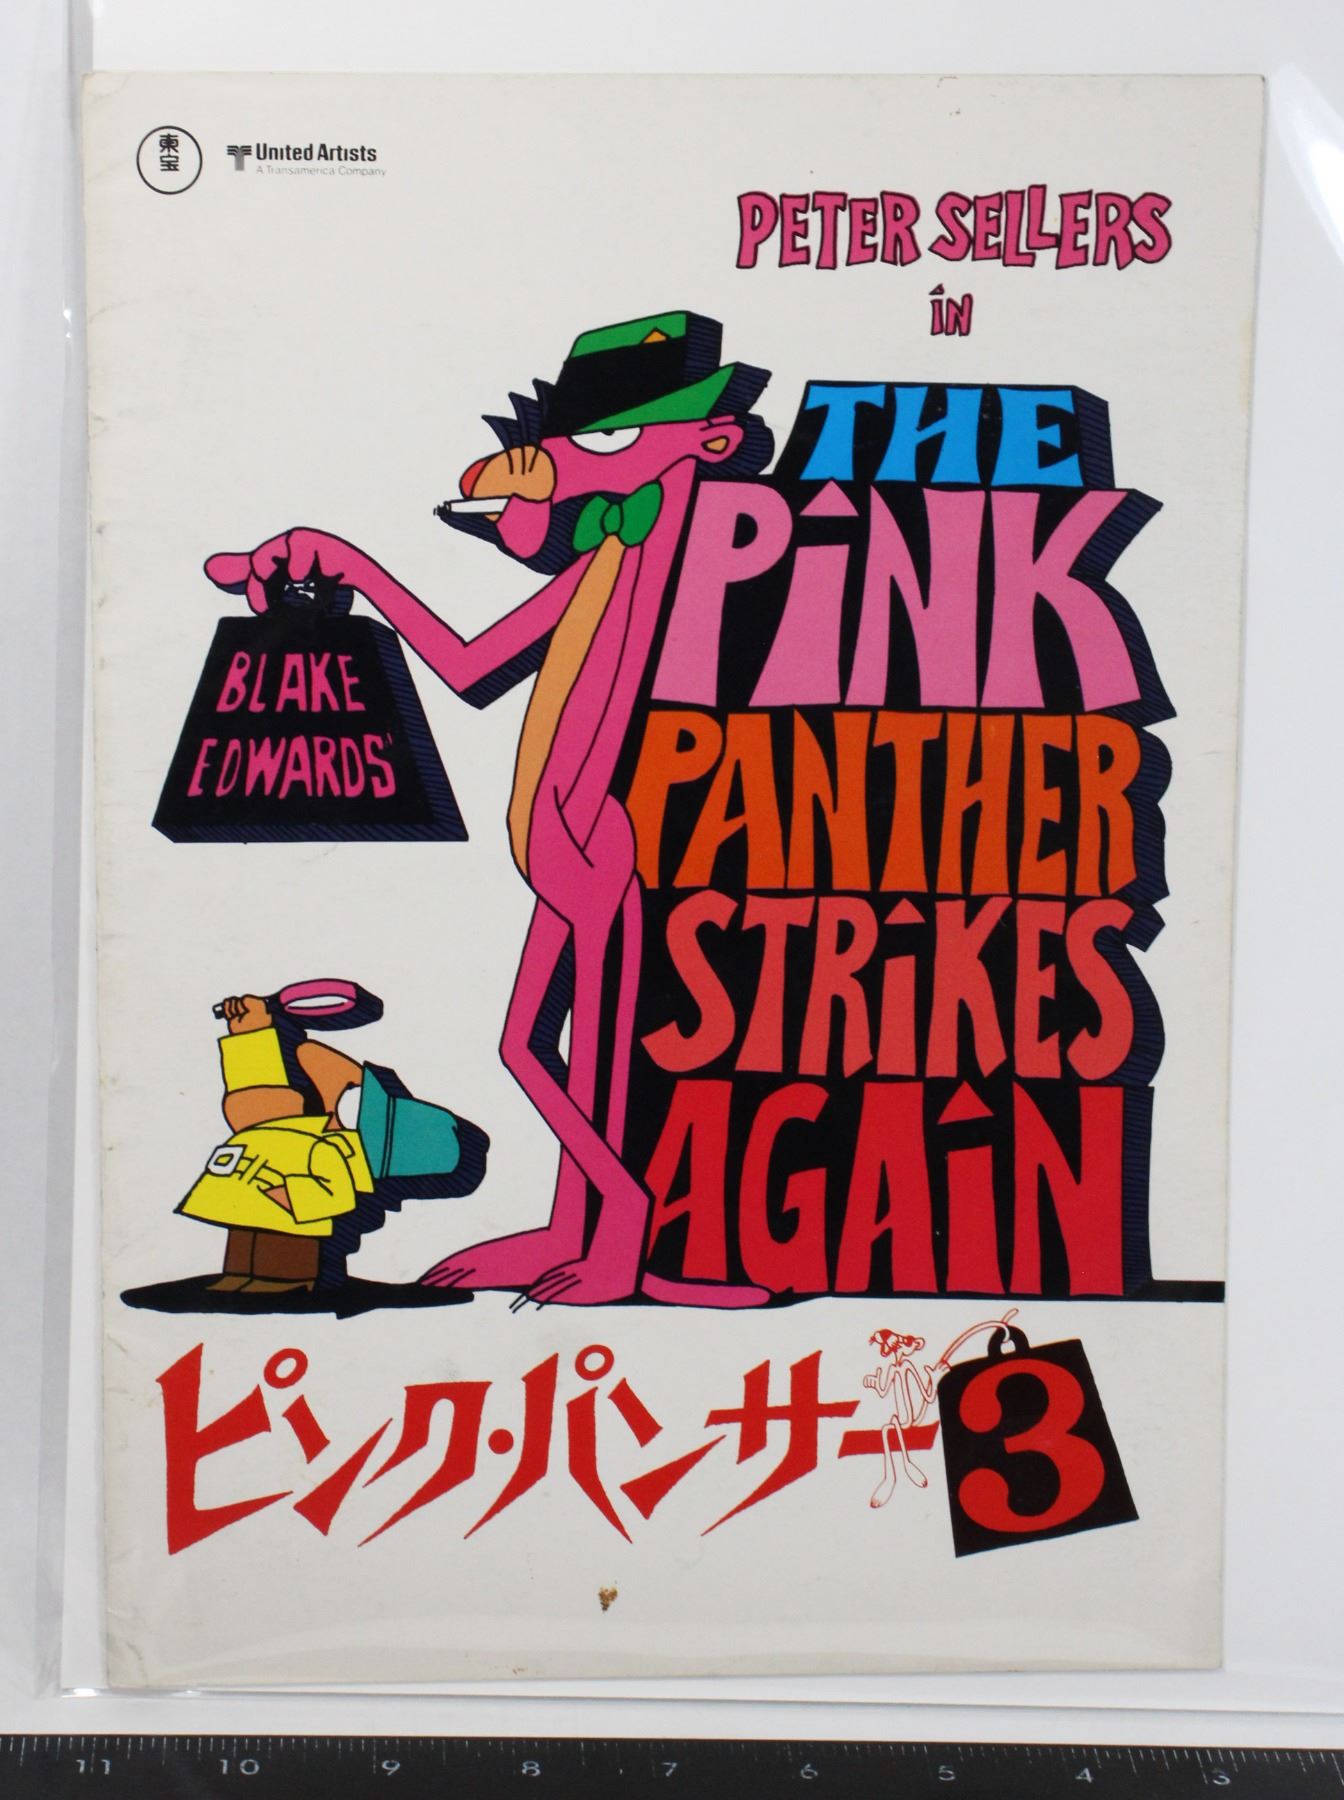 東宝
United Artists
A Transamerica Company
PETER SELLERS
IN
THE
PINK
PANTHER
STRIKES
AGAIN
BLAKE
EDWARDS'
ピンク・パンサー3
11 10 9 8 7 6 5 4 3